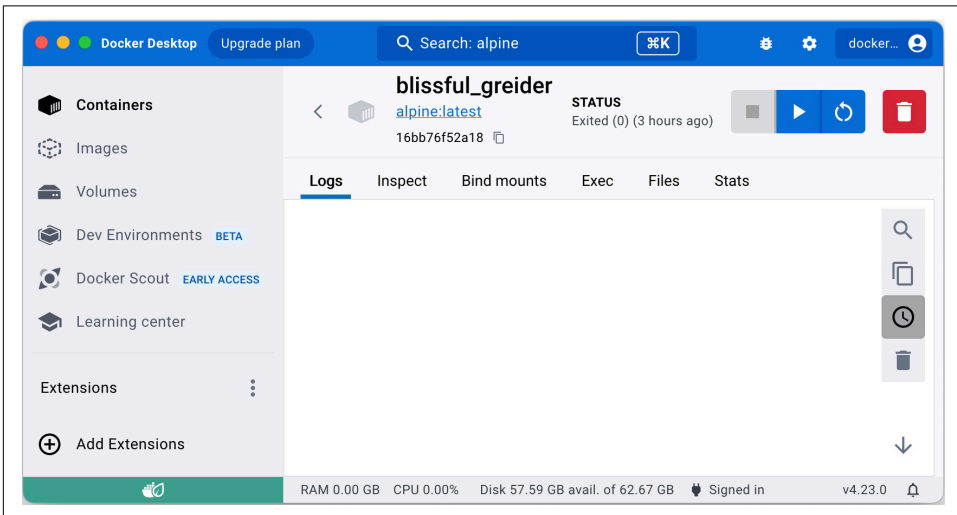 Docker Desktop Upgrade plan Search: alpine ⌘K docker...
Containers
Images
Volumes
Dev Environments BETA
Docker Scout EARLY ACCESS
Learning center
Extensions
Add Extensions
blissful_greider
alpine:latest
16bb76f52a18
STATUS
Exited (0) (3 hours ago)
Logs Inspect Bind mounts Exec Files Stats
RAM 0.00 GB CPU 0.00% Disk 57.59 GB avail. of 62.67 GB Signed in v4.23.0